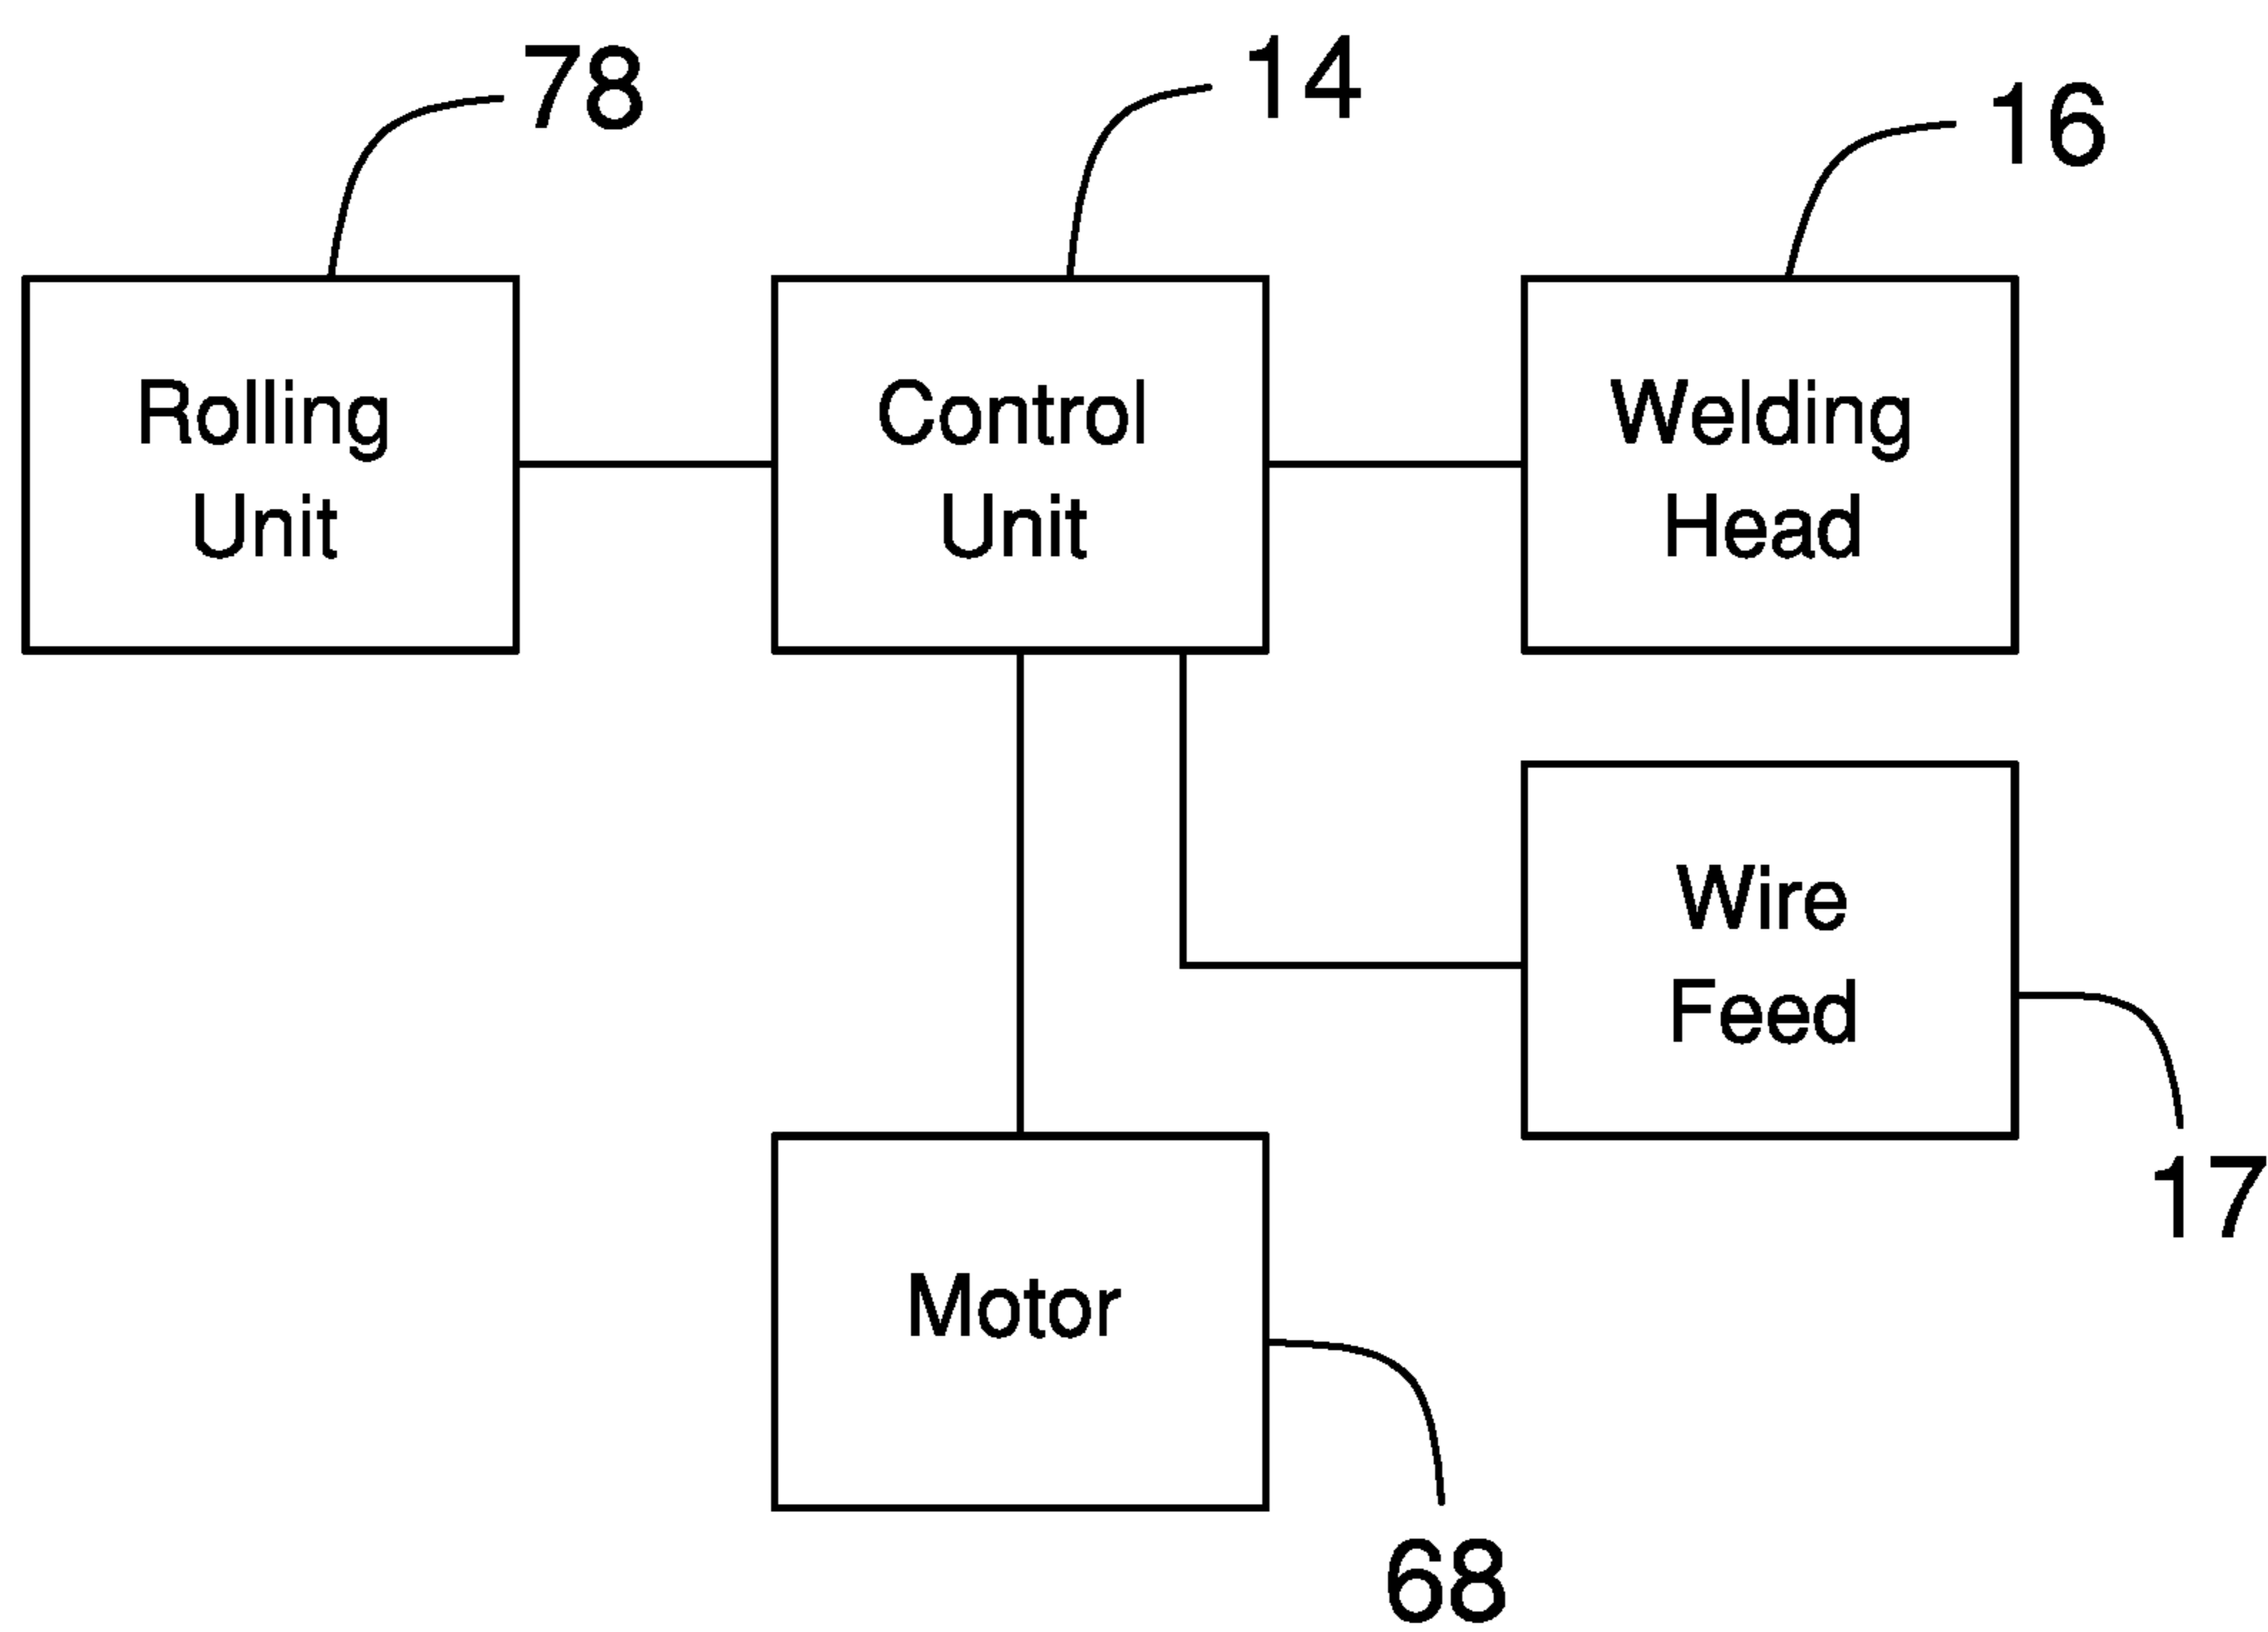 78
14
16
Rolling
Unit
Control
Unit
Welding
Head
Wire
Feed
17
Motor
68